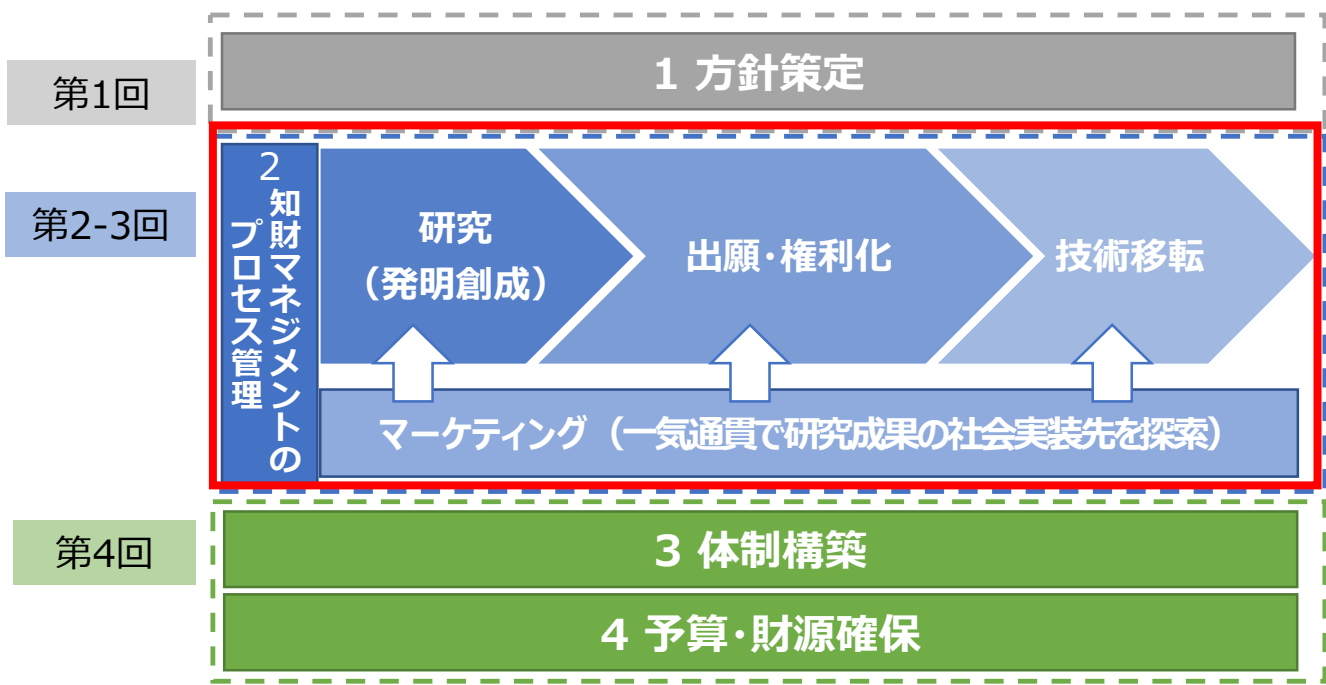 第1回
1 方針策定
第2-3回
2
知財マネジメントの
プロセス管理
研究
（発明創成）
出願・権利化
技術移転
マーケティング（一気通貫で研究成果の社会実装先を探索）
第4回
3 体制構築
4 予算・財源確保